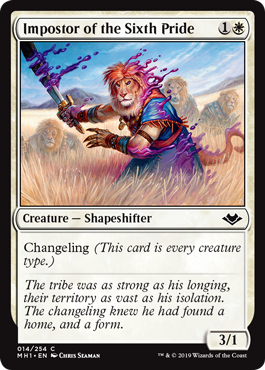 Impostor of the Sixth Pride 1
Creature — Shapeshifter
Changeling (This card is every creature
type.)
The tribe was as strong as his longing,
their territory as vast as his isolation.
The changeling knew he had found a
home, and a form.
3/1
014/254 C
MH1 • EN Chris Seaman ™ & © 2019 Wizards of the Coast